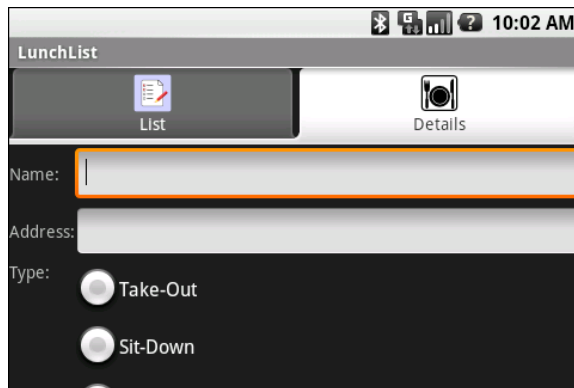 10:02 AM
LunchList
List
Details
Name:
Address:
Type:
Take-Out
Sit-Down